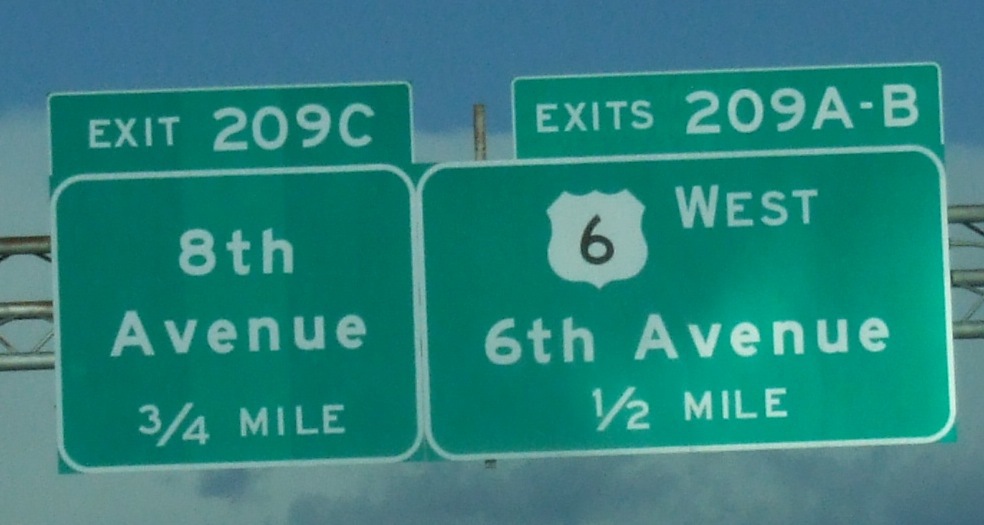 EXIT 209C
8th
Avenue
3/4 MILE
EXITS 209A-B
6 WEST
6th Avenue
1/2 MILE